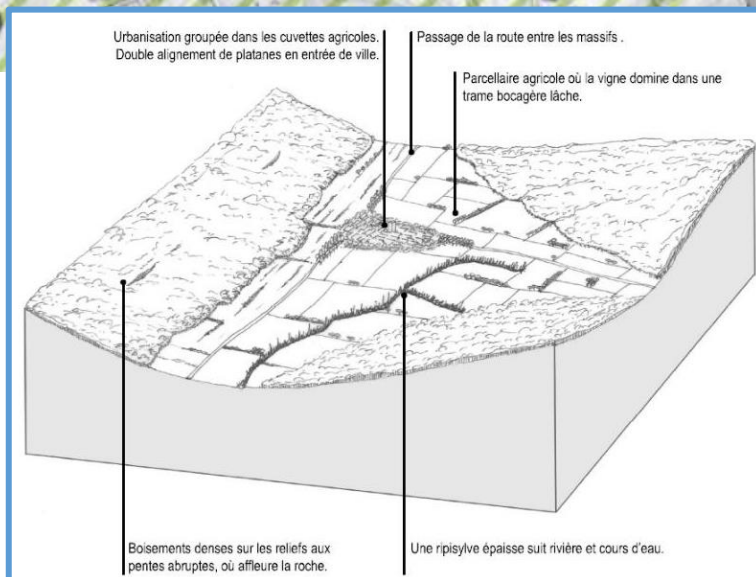 Urbanisation groupée dans les cuvettes agricoles.
Double alignement de platanes en entrée de ville.
Passage de la route entre les massifs .
Parcellaire agricole où la vigne domine dans une
trame bocagère lâche.
Boisements denses sur les reliefs aux
pentes abruptes, où affleure la roche.
Une ripisylve épaisse suit rivière et cours d'eau.